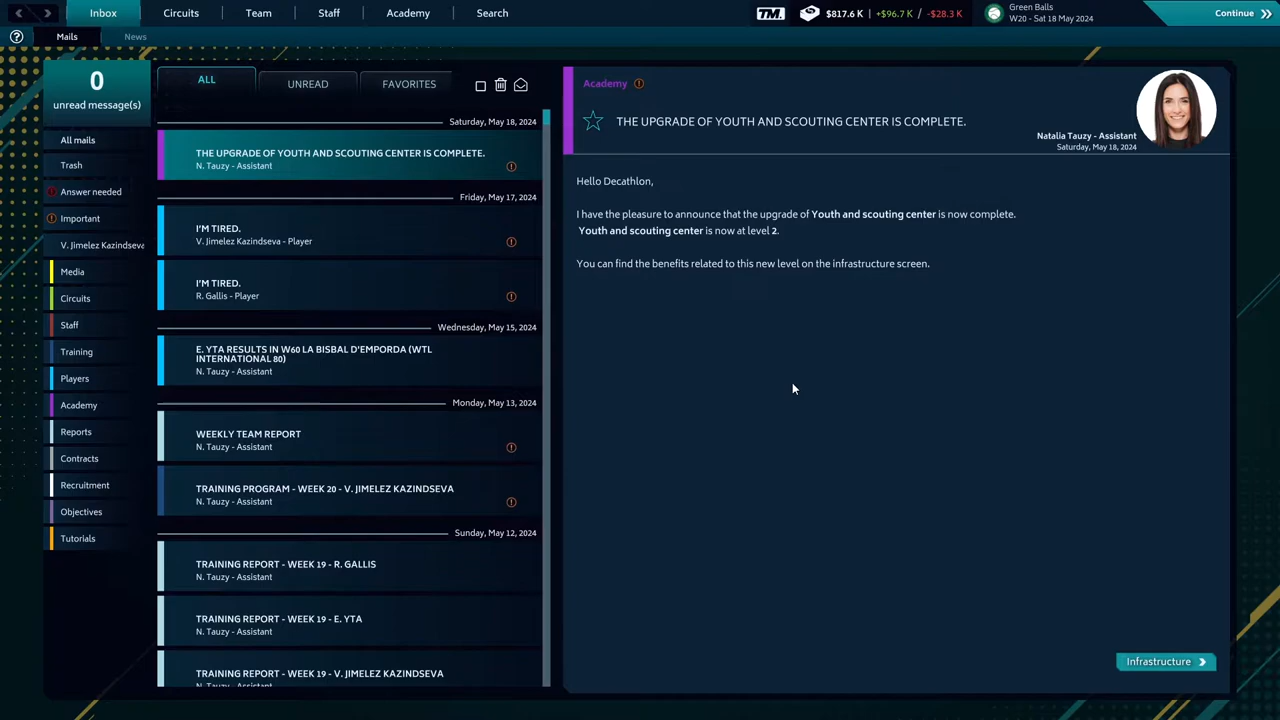 Inbox
Circuits
Team
Staff
Academy
Search
TM.
$817.6 K / +$96.7 K / -$28.3 K
Green Balls
W20 - Sat 18 May 2024
Continue
Mails
News
0
unread message(s)
All mails
Trash
Answer needed
Important
V. Jimelez Kazindseva
Media
Circuits
Staff
Training
Players
Academy
Reports
Contracts
Recruitment
Objectives
Tutorials
ALL
UNREAD
FAVORITES
Saturday, May 18, 2024
THE UPGRADE OF YOUTH AND SCOUTING CENTER IS COMPLETE.
N. Tauzy - Assistant
Friday, May 17, 2024
I'M TIRED.
V. Jimelez Kazindseva - Player
I'M TIRED.
R. Gallis - Player
Wednesday, May 15, 2024
E. YTA RESULTS IN W60 LA BISBAL D'EMPORDA (WTL
INTERNATIONAL 80)
N. Tauzy - Assistant
Monday, May 13, 2024
WEEKLY TEAM REPORT
N. Tauzy - Assistant
TRAINING PROGRAM - WEEK 20 - V. JIMELEZ KAZINDSEVA
N. Tauzy - Assistant
Sunday, May 12, 2024
TRAINING REPORT - WEEK 19 - R. GALLIS
N. Tauzy - Assistant
TRAINING REPORT - WEEK 19 - E. YTA
N. Tauzy - Assistant
TRAINING REPORT - WEEK 19 - V. JIMELEZ KAZINDSEVA
N. Tauzy - Assistant
Academy
THE UPGRADE OF YOUTH AND SCOUTING CENTER IS COMPLETE.
Natalia Tauzy - Assistant
Saturday, May 18, 2024
Hello Decathlon,
I have the pleasure to announce that the upgrade of Youth and scouting center is now complete.
Youth and scouting center is now at level 2.
You can find the benefits related to this new level on the infrastructure screen.
Infrastructure